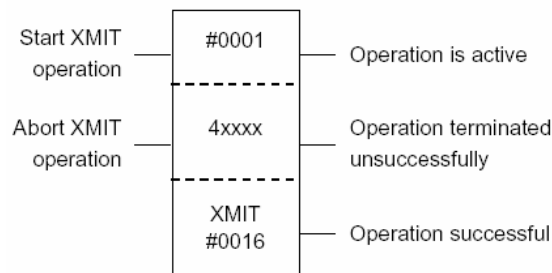 Start XMIT
operation
#0001
Operation is active
Abort XMIT
operation
4xxxx
Operation terminated
unsuccessfully
XMIT
#0016
Operation successful